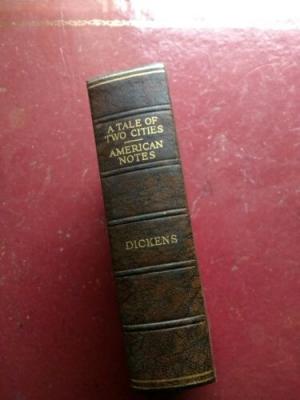 A TALE OF
TWO CITIES
AMERICAN
NOTES
DICKENS